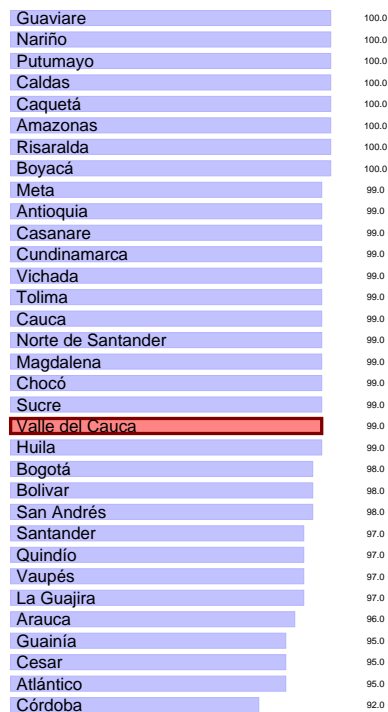 Guaviare 100.0
Nariño 100.0
Putumayo 100.0
Caldas 100.0
Caquetá 100.0
Amazonas 100.0
Risaralda 100.0
Boyacá 100.0
Meta 99.0
Antioquia 99.0
Casanare 99.0
Cundinamarca 99.0
Vichada 99.0
Tolima 99.0
Cauca 99.0
Norte de Santander 99.0
Magdalena 99.0
Chocó 99.0
Sucre 99.0
Valle del Cauca 99.0
Huila 99.0
Bogotá 98.0
Bolivar 98.0
San Andrés 98.0
Santander 97.0
Quindío 97.0
Vaupés 97.0
La Guajira 97.0
Arauca 96.0
Guainía 95.0
Cesar 95.0
Atlántico 95.0
Córdoba 92.0